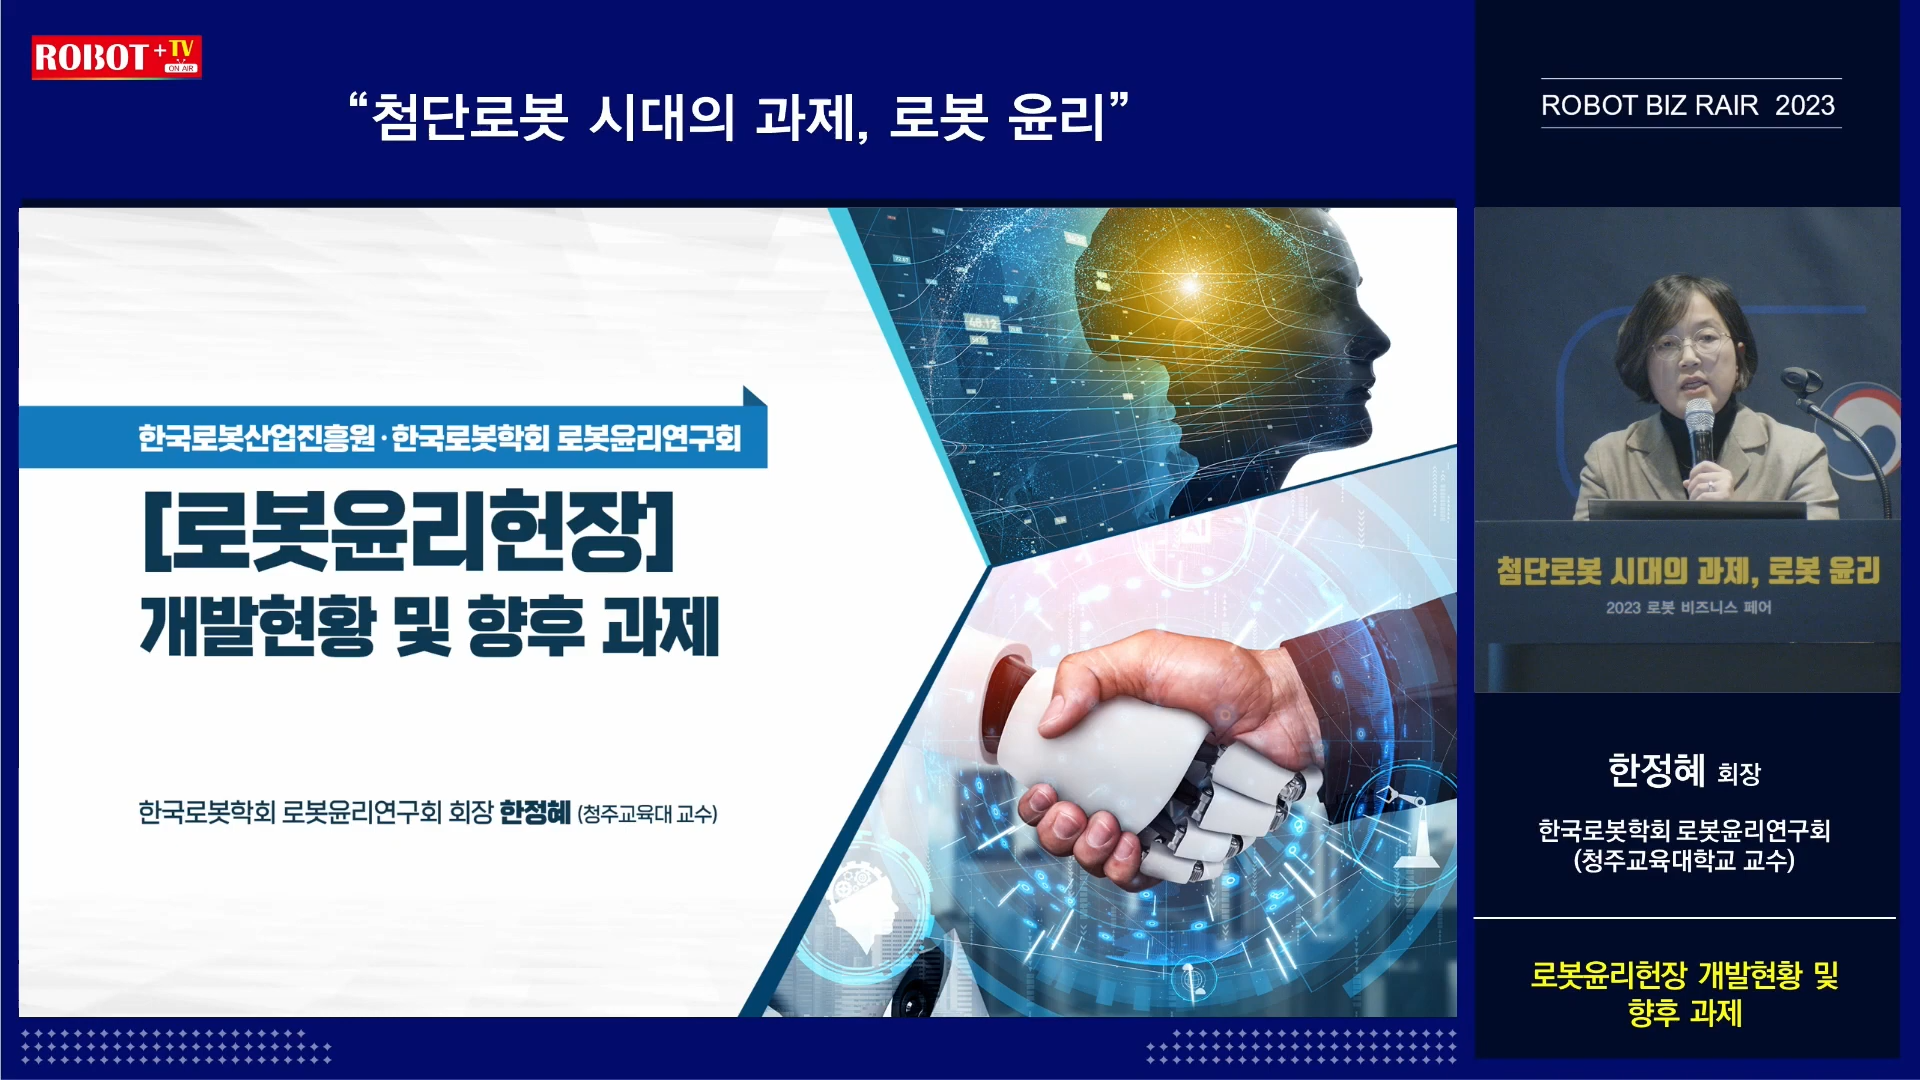 ROBOT+TV
ON AIR
“첨단로봇 시대의 과제, 로봇 윤리”
ROBOT BIZ RAIR 2023
한국로봇산업진흥원·한국로봇학회 로봇윤리연구회
[로봇윤리헌장]
개발현황 및 향후 과제
한국로봇학회 로봇윤리연구회 회장 한정혜 (청주교육대 교수)
48.12
첨단로봇 시대의 과제, 로봇 윤리
2023 로봇 비즈니스 페어
한정혜 회장
한국로봇학회 로봇윤리연구회
(청주교육대학교 교수)
로봇윤리헌장 개발현황 및
향후 과제